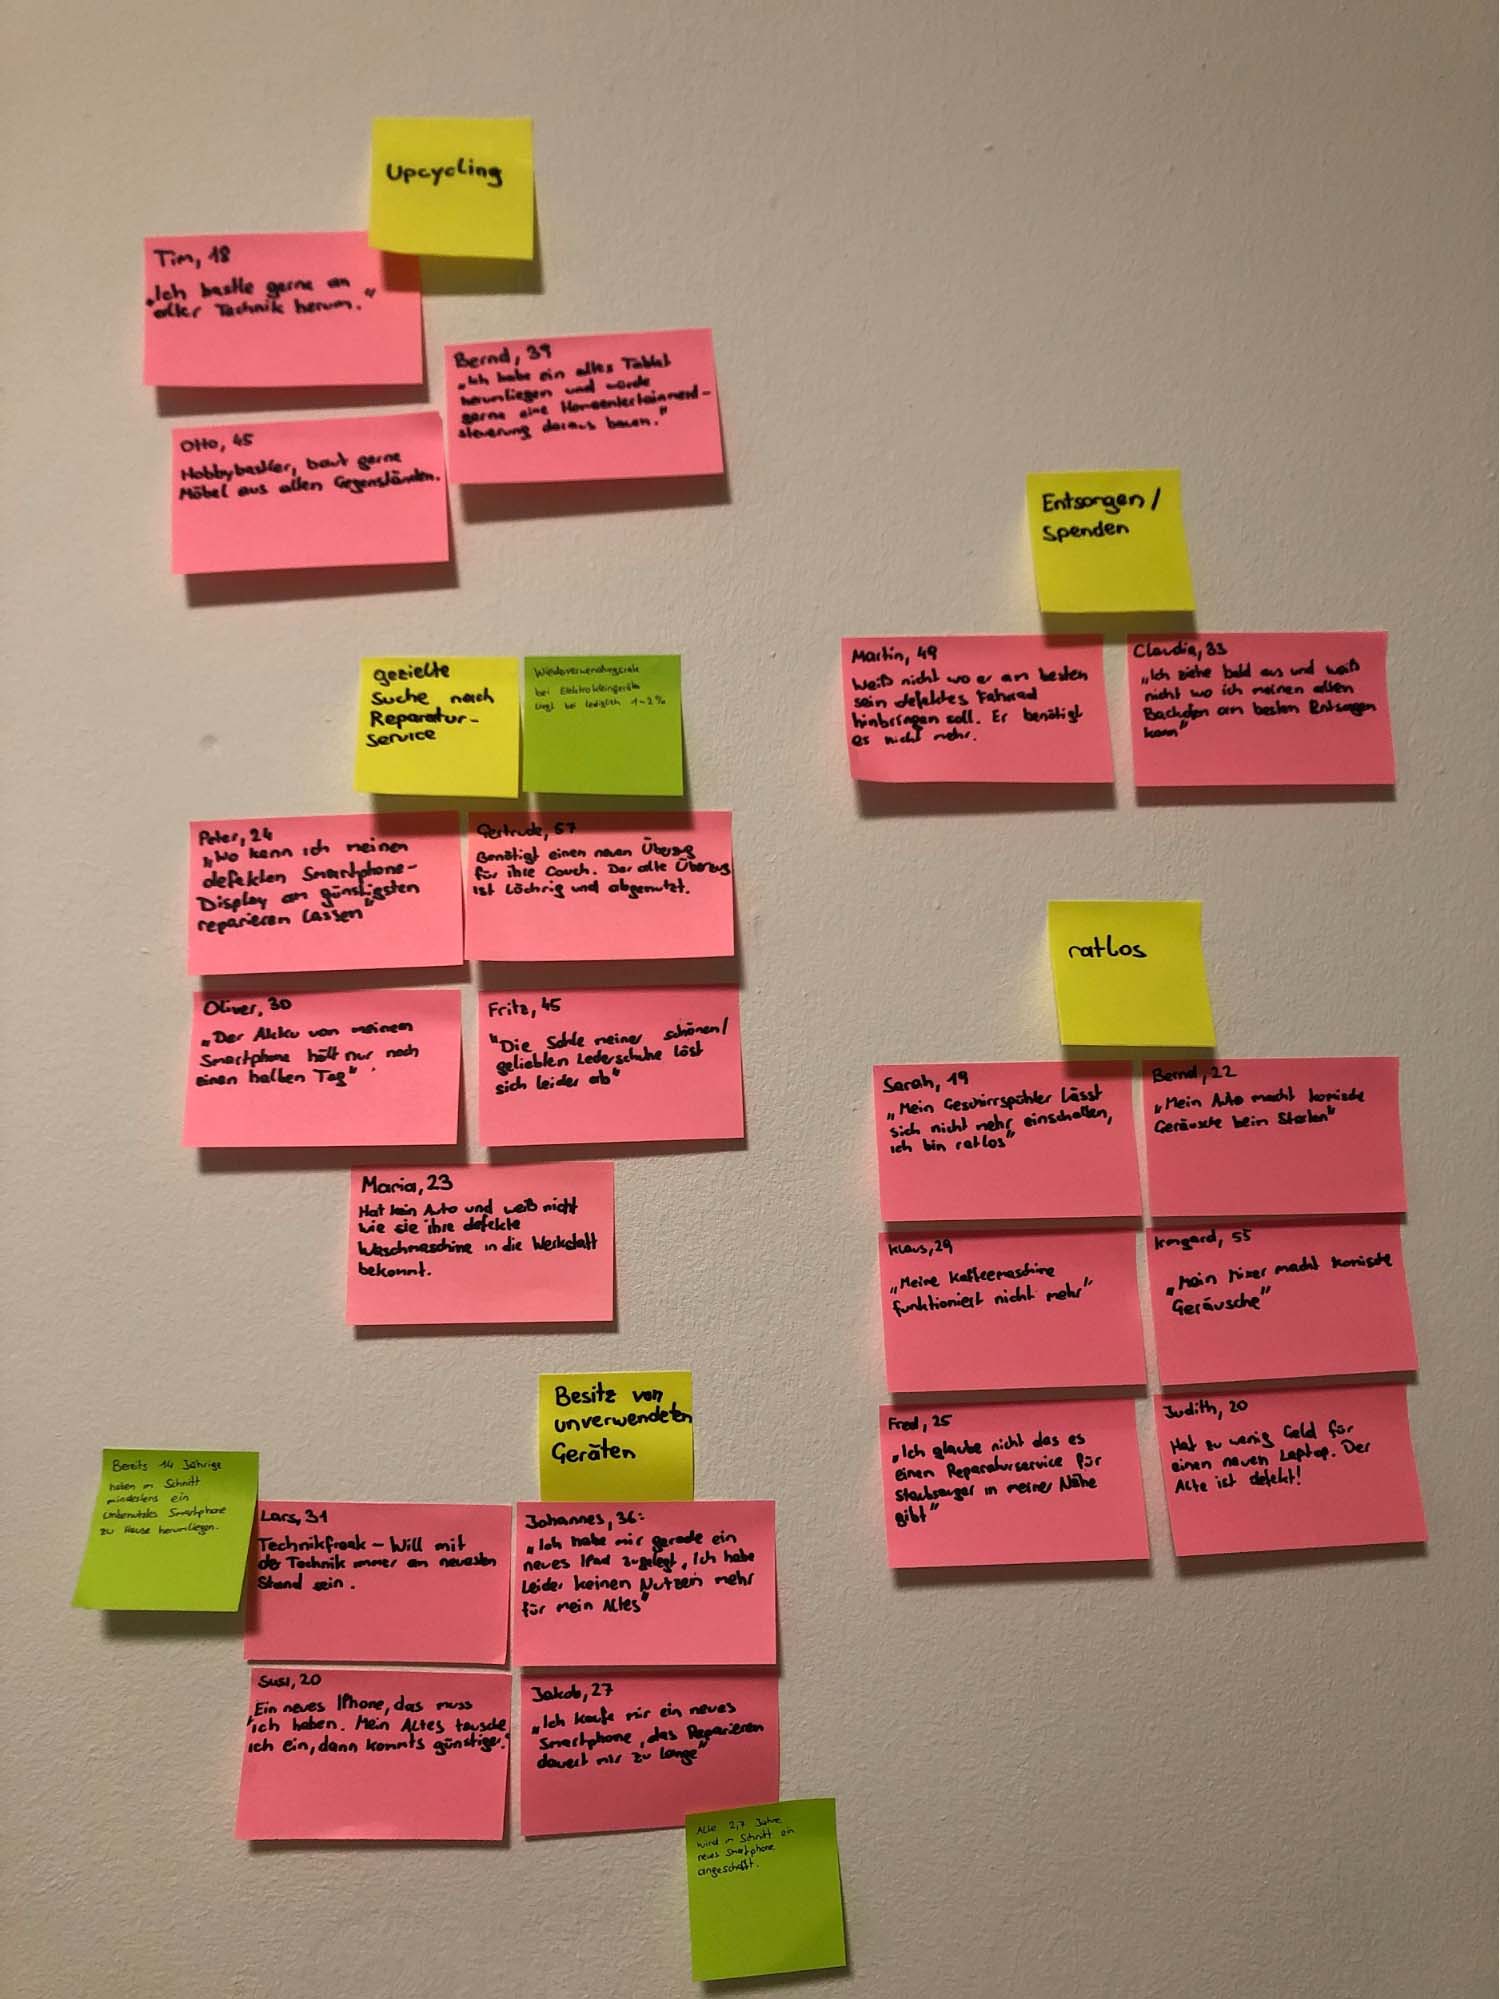 Upcycling
Tim, 18
„Ich bastle gerne an
alter Technik herum."
Bernd, 39
„Ich habe ein altes Tablet
herumliegen und würde
gerne eine Homeentertainment-
steuerung daraus bauen."
Otto, 45
Hobbybastler, baut gerne
Möbel aus alten Gegenständen.
Entsorgen/
Spenden
Martin, 49
Weiß nicht wo er am besten
sein defektes Fahrrad
hinbringen soll. Er benötigt
es nicht mehr.
Claudia, 33
„Ich ziehe bald aus und weiß
nicht wo ich meinen alten
Backofen am besten Entsorgen
kann"
gezielte
Suche nach
Reparatur-
Service
Wiederverwendungsrate
bei Elektrokleingeräte
liegt bei lediglich 1-2%
Peter, 24
„Wo kann ich meinen
defekten Smartphone-
Display am günstigsten
reparieren lassen"
Gertrude, 57
Benötigt einen neuen Überzug
für ihre Couch. Der alte Überzug
ist Löchrig und abgenutzt.
Oliver, 30
„Der Akku von meinem
Smartphone hält nur noch
einen halben Tag".
Fritz, 45
"Die Sohle meiner schönen/
geliebten Lederschuhe löst
sich leider ab"
Maria, 23
Hat kein Auto und weiß nicht
wie sie ihre defekte
Waschmaschine in die Werkstatt
bekommt.
ratlos
Sarah, 19
„Mein Geschirrspühler lässt
sich nicht mehr einschalten,
ich bin ratlos"
Bernd, 22
„Mein Auto macht komische
Geräusche beim Starten"
Klaus, 29
„Meine Kaffeemaschine
funktioniert nicht mehr"
Irmgard, 55
„Mein Mixer macht komische
Geräusche"
Fred, 25
„Ich glaube nicht das es
einen Reparaturservice für
Staubsauger in meiner Nähe
gibt"
Judith, 20
Hat zu wenig Geld für
einen neuen Laptop. Der
Alte ist defekt!
Besitz von
unverwendeten
Geräten
Bereits 14 Jährige
haben im Schnitt
mindestens ein
unbenutztes Smartphone
zu Hause herumliegen.
Lars, 31
Technikfreak - Will mit
der Technik immer am neuesten
Stand sein.
Johannes, 36:
„Ich habe mir gerade ein
neues IPad zugelegt, Ich habe
leider keinen Nutzen mehr
für mein Altes"
Susi, 20
"Ein neues IPhone, das muss
ich haben. Mein Altes tausche
ich ein, dann kommts günstiger."
Jakob, 27
„Ich kaufe mir ein neues
Smartphone, das Reparieren
dauert mir zu lange"
Alle 2,7 Jahre
wird im Schnitt ein
neues Smartphone
angeschafft.